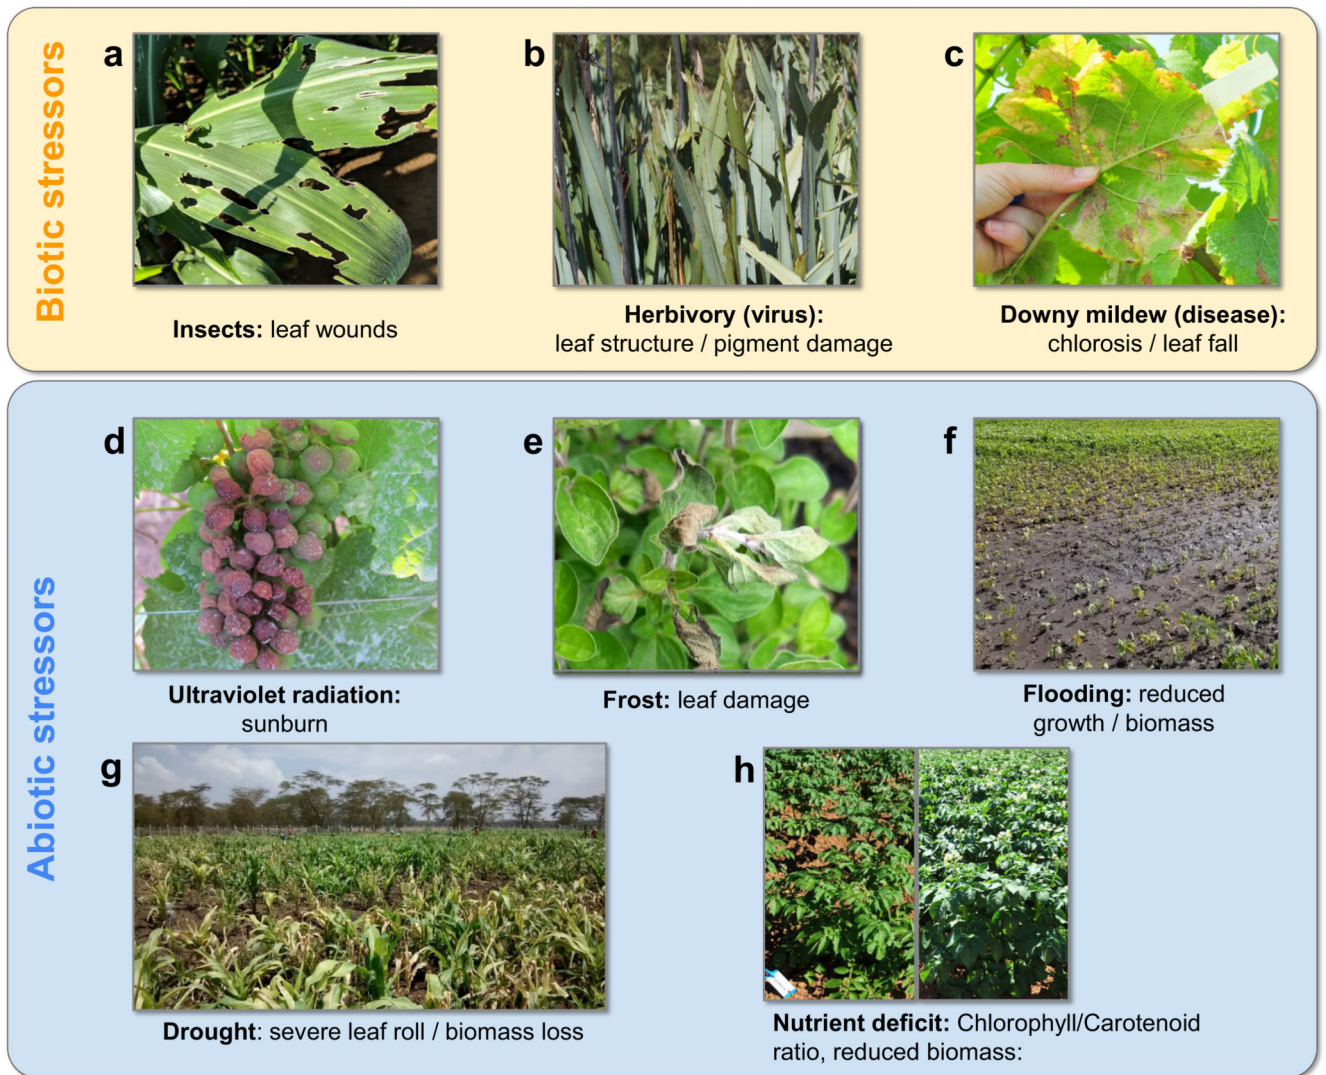 Biotic stressors
a
b
c
Insects: leaf wounds
Herbivory (virus):
leaf structure / pigment damage
Downy mildew (disease):
chlorosis / leaf fall
Abiotic stressors
d
e
f
Ultraviolet radiation:
sunburn
Frost: leaf damage
Flooding: reduced
growth / biomass
g
h
Drought: severe leaf roll / biomass loss
Nutrient deficit: Chlorophyll/Carotenoid
ratio, reduced biomass: